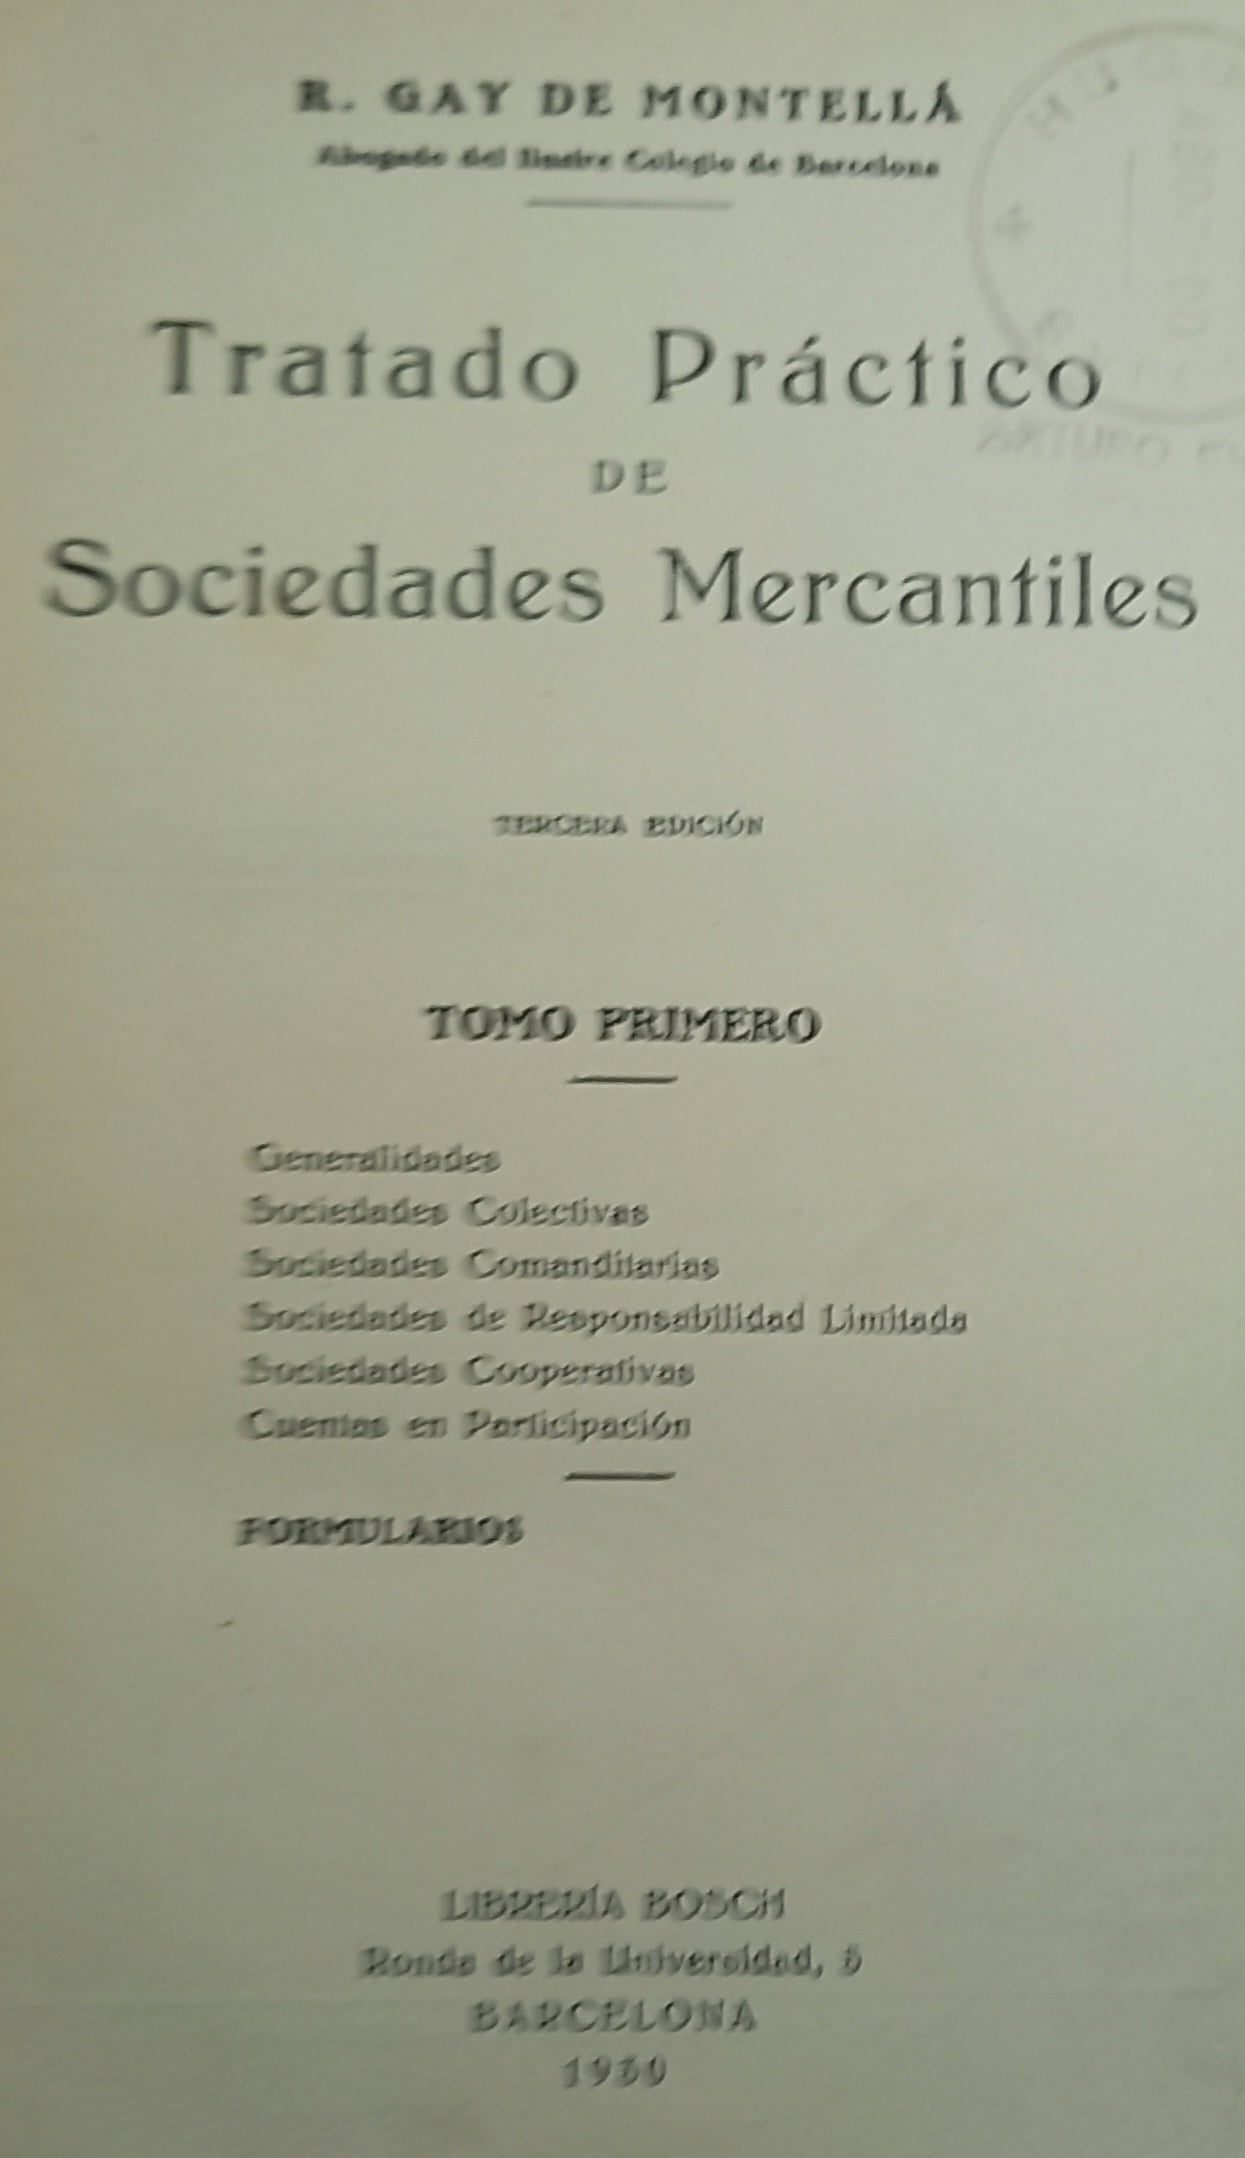 R. GAY DE MONTELLÁ
Abogado del Ilustre Colegio de Barcelona
Tratado Práctico
DE
Sociedades Mercantiles
TERCERA EDICIÓN
TOMO PRIMERO
Generalidades
Sociedades Colectivas
Sociedades Comanditarias
Sociedades de Responsabilidad Limitada
Sociedades Cooperativas
Cuentas en Participación
FORMULARIOS
LIBRERÍA BOSCH
Ronda de la Universidad, 5
BARCELONA
ARTURO